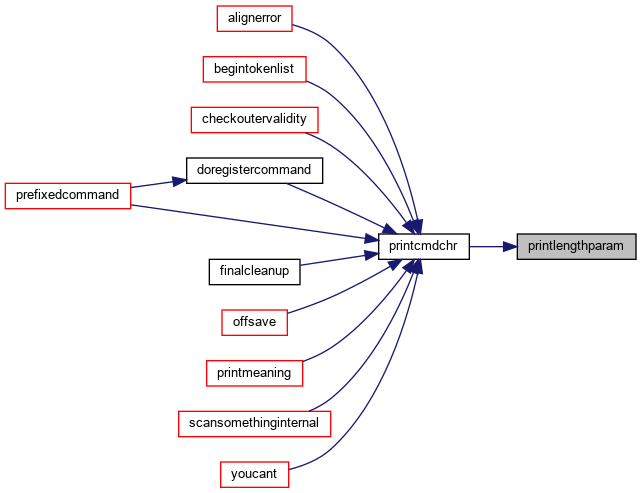 alignerror
begintokenlist
checkoutervalidity
doregistercommand
prefixedcommand
printcmdchr
printlengthparam
finalcleanup
offsave
printmeaning
scansomethinginternal
youcant